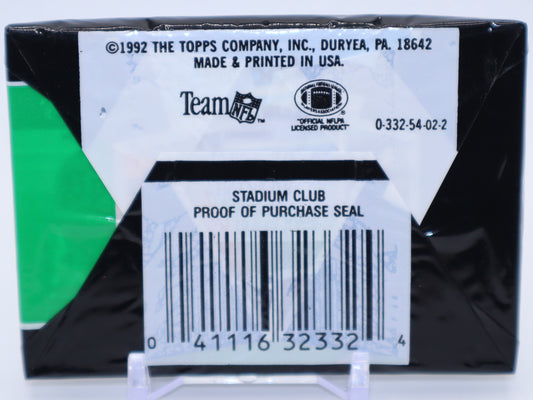 ©1992 THE TOPPS COMPANY, INC., DURYEA, PA. 18642
MADE & PRINTED IN USA.
Team NFL™
"OFFICIAL NFLPA
LICENSED PRODUCT"
0-332-54-02-2
STADIUM CLUB
PROOF OF PURCHASE SEAL
0 41116 32332 4